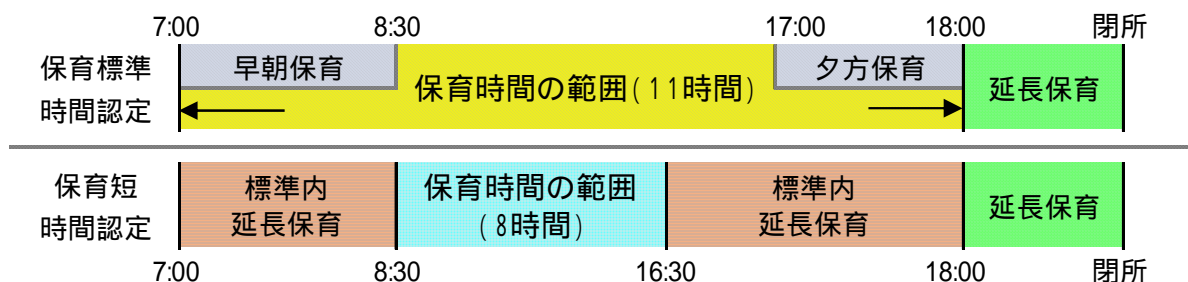 7:00 8:30 17:00 18:00 閉所
保育標準
時間認定
早朝保育
保育時間の範囲(11時間)
夕方保育
延長保育
保育短
時間認定
標準内
延長保育
保育時間の範囲
(8時間)
標準内
延長保育
延長保育
7:00 8:30 16:30 18:00 閉所